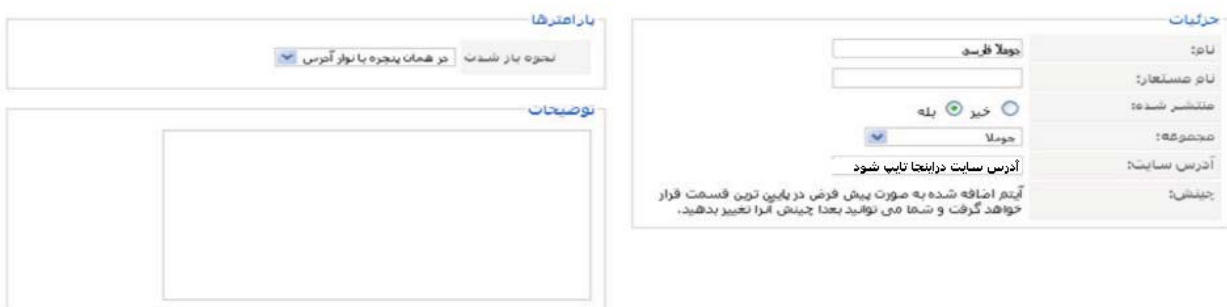 جزئیات
نام: جوملا فارسی
نام مستعار:
منتشر شده: خیر بله
مجموعه: جوملا
آدرس سایت: آدرس سایت دراینجا تایپ شود
چینش: آیتم اضافه شده به صورت پیش فرض در پایین ترین قسمت قرار
خواهد گرفت و شما می توانید بعدا چینش آنرا تغییر بدهید.
پارامترها
نحوه باز شدن در همان پنجره با نوار آدرس
توضیحات